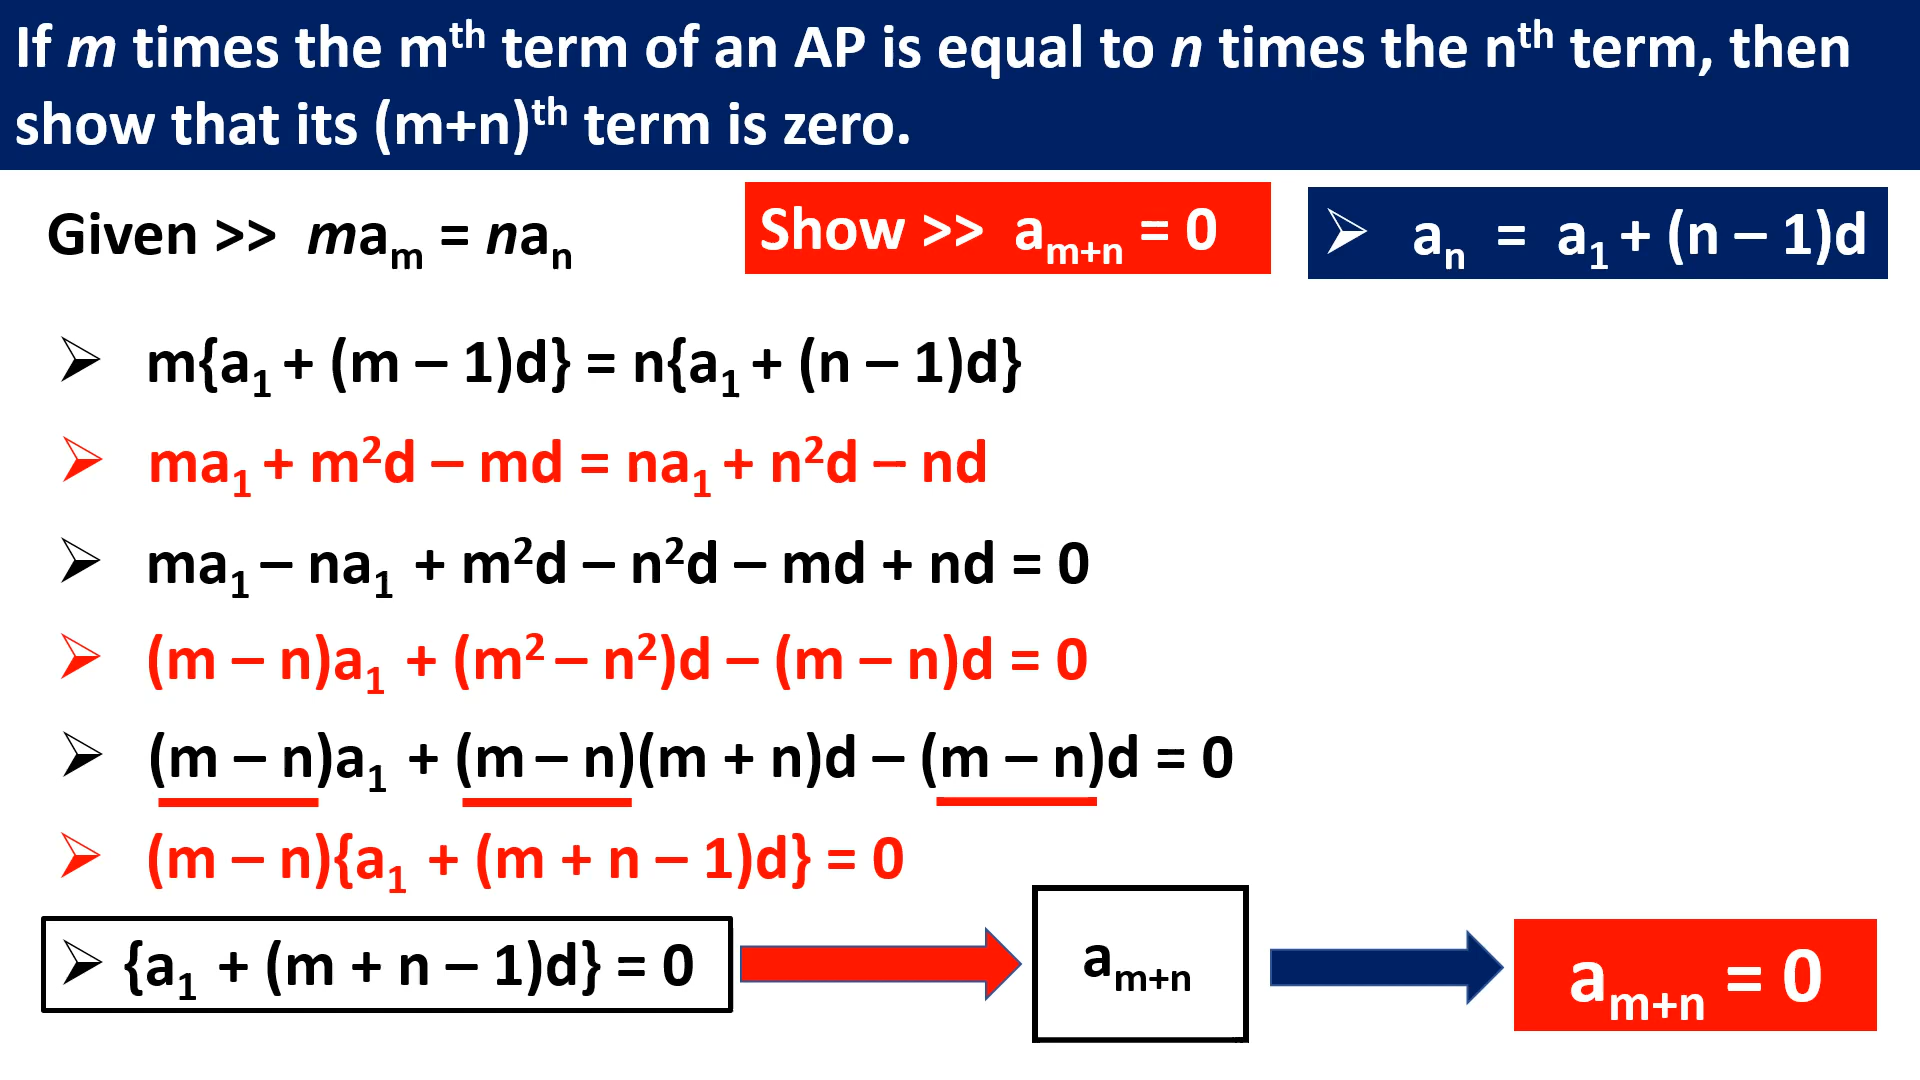 If m times the mᵗʰ term of an AP is equal to n times the nᵗʰ term, then
show that its (m+n)ᵗʰ term is zero.
Given >> maₘ = naₙ
Show >> aₘ₊ₙ = 0
➢ aₙ = a₁ + (n – 1)d
➢ m{a₁ + (m – 1)d} = n{a₁ + (n – 1)d}
➢ ma₁ + m²d – md = na₁ + n²d – nd
➢ ma₁ – na₁ + m²d – n²d – md + nd = 0
➢ (m – n)a₁ + (m² – n²)d – (m – n)d = 0
➢ (m – n)a₁ + (m – n)(m + n)d – (m – n)d = 0
➢ (m – n){a₁ + (m + n – 1)d} = 0
➢ {a₁ + (m + n – 1)d} = 0
aₘ₊ₙ
aₘ₊ₙ = 0